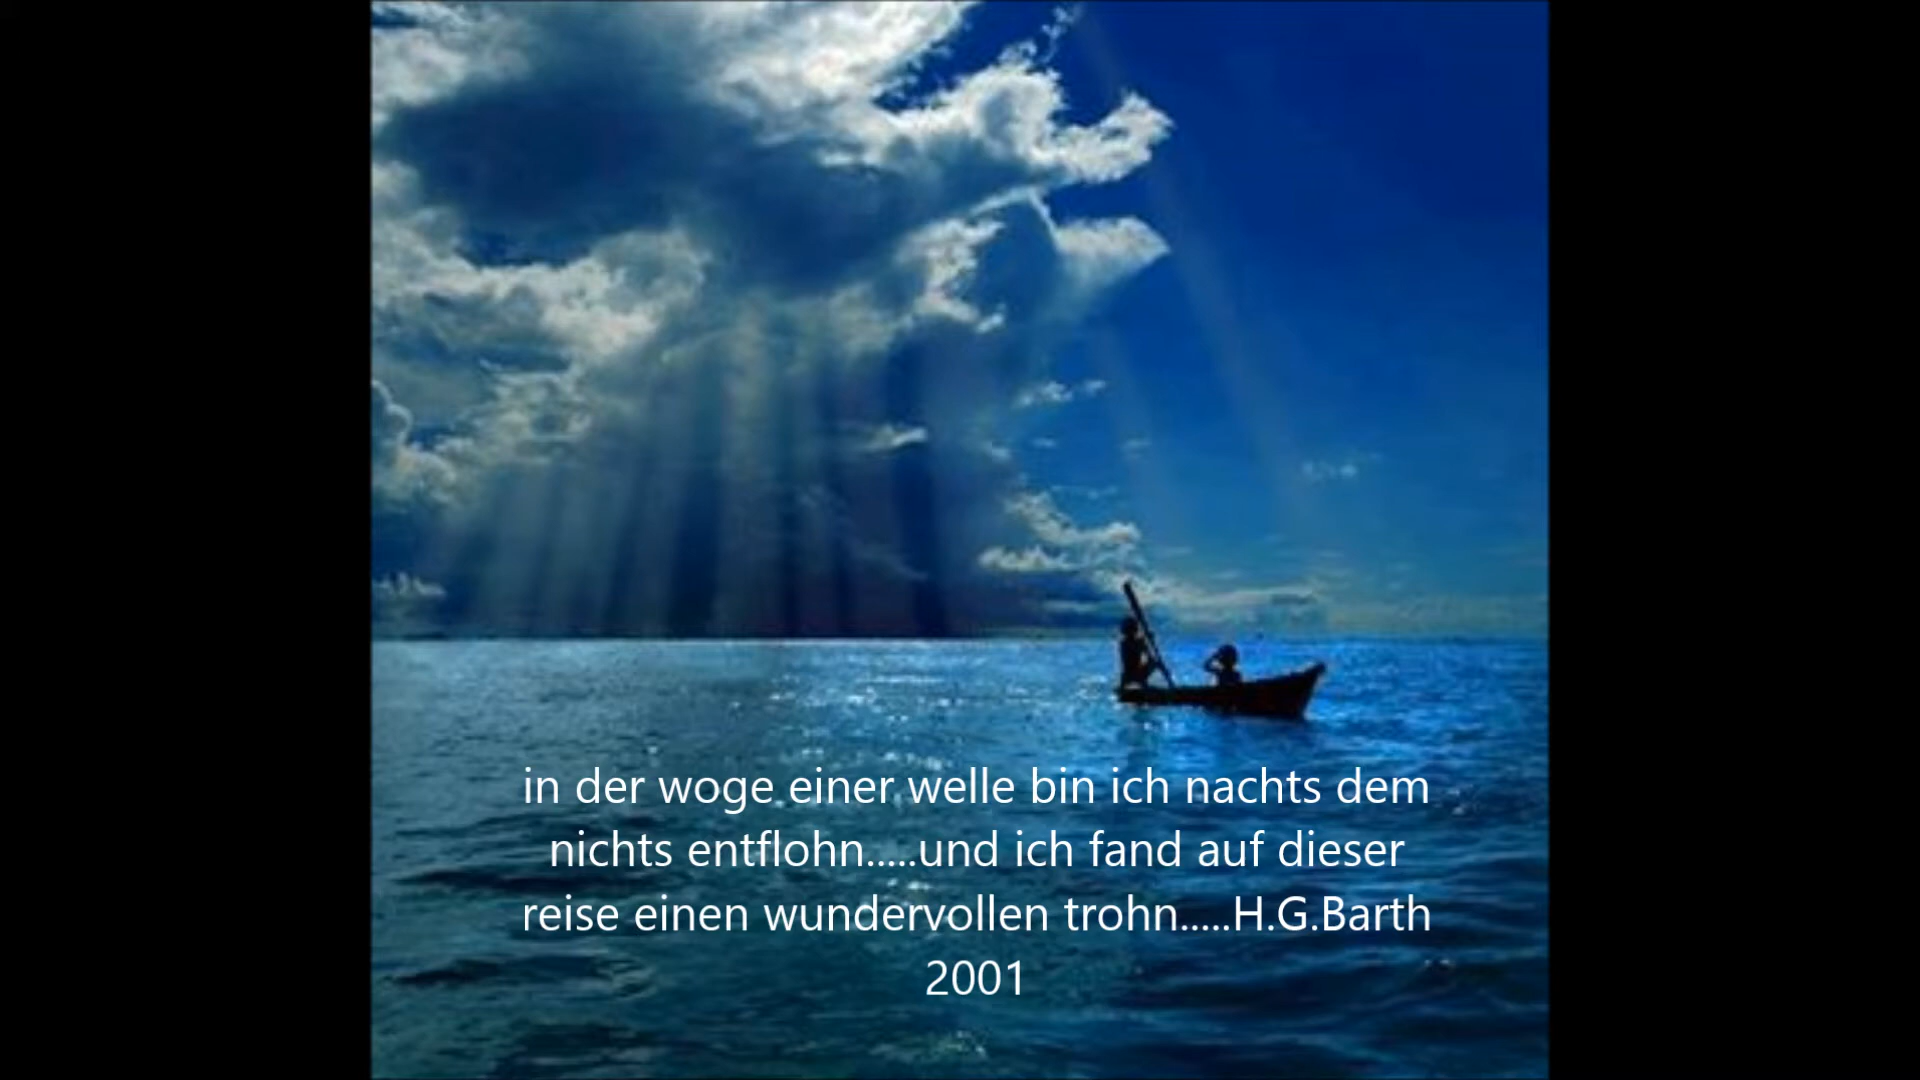 in der woge einer welle bin ich nachts dem
nichts entflohn.....und ich fand auf dieser
reise einen wundervollen trohn.....H.G.Barth
2001